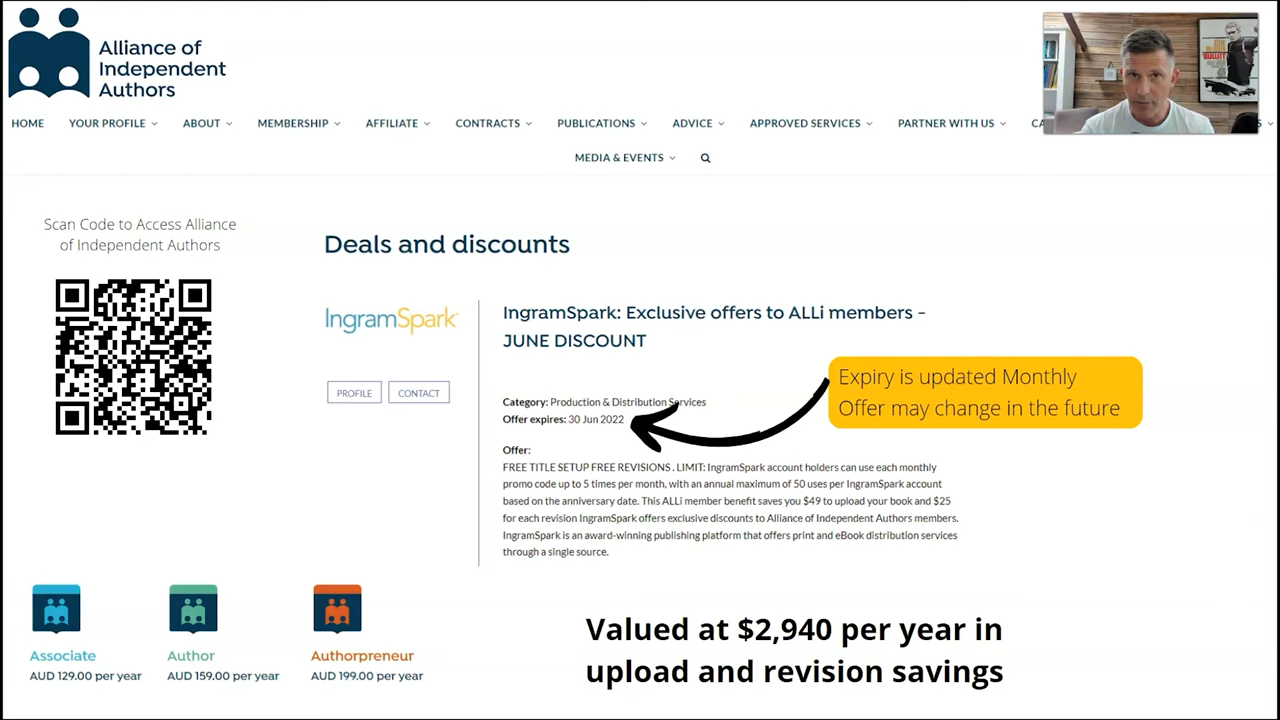 Alliance of
Independent
Authors
HOME YOUR PROFILE ABOUT MEMBERSHIP AFFILIATE CONTRACTS PUBLICATIONS ADVICE APPROVED SERVICES PARTNER WITH US
MEDIA & EVENTS
Scan Code to Access Alliance
of Independent Authors
Deals and discounts
IngramSpark
PROFILE CONTACT
IngramSpark: Exclusive offers to ALLi members –
JUNE DISCOUNT
Category: Production & Distribution Services
Offer expires: 30 Jun 2022
Expiry is updated Monthly
Offer may change in the future
Offer:
FREE TITLE SETUP FREE REVISIONS . LIMIT: IngramSpark account holders can use each monthly
promo code up to 5 times per month, with an annual maximum of 50 uses per IngramSpark account
based on the anniversary date. This ALLi member benefit saves you $49 to upload your book and $25
for each revision IngramSpark offers exclusive discounts to Alliance of Independent Authors members.
IngramSpark is an award-winning publishing platform that offers print and eBook distribution services
through a single source.
Associate
AUD 129.00 per year
Author
AUD 159.00 per year
Authorpreneur
AUD 199.00 per year
Valued at $2,940 per year in
upload and revision savings
BULLITT